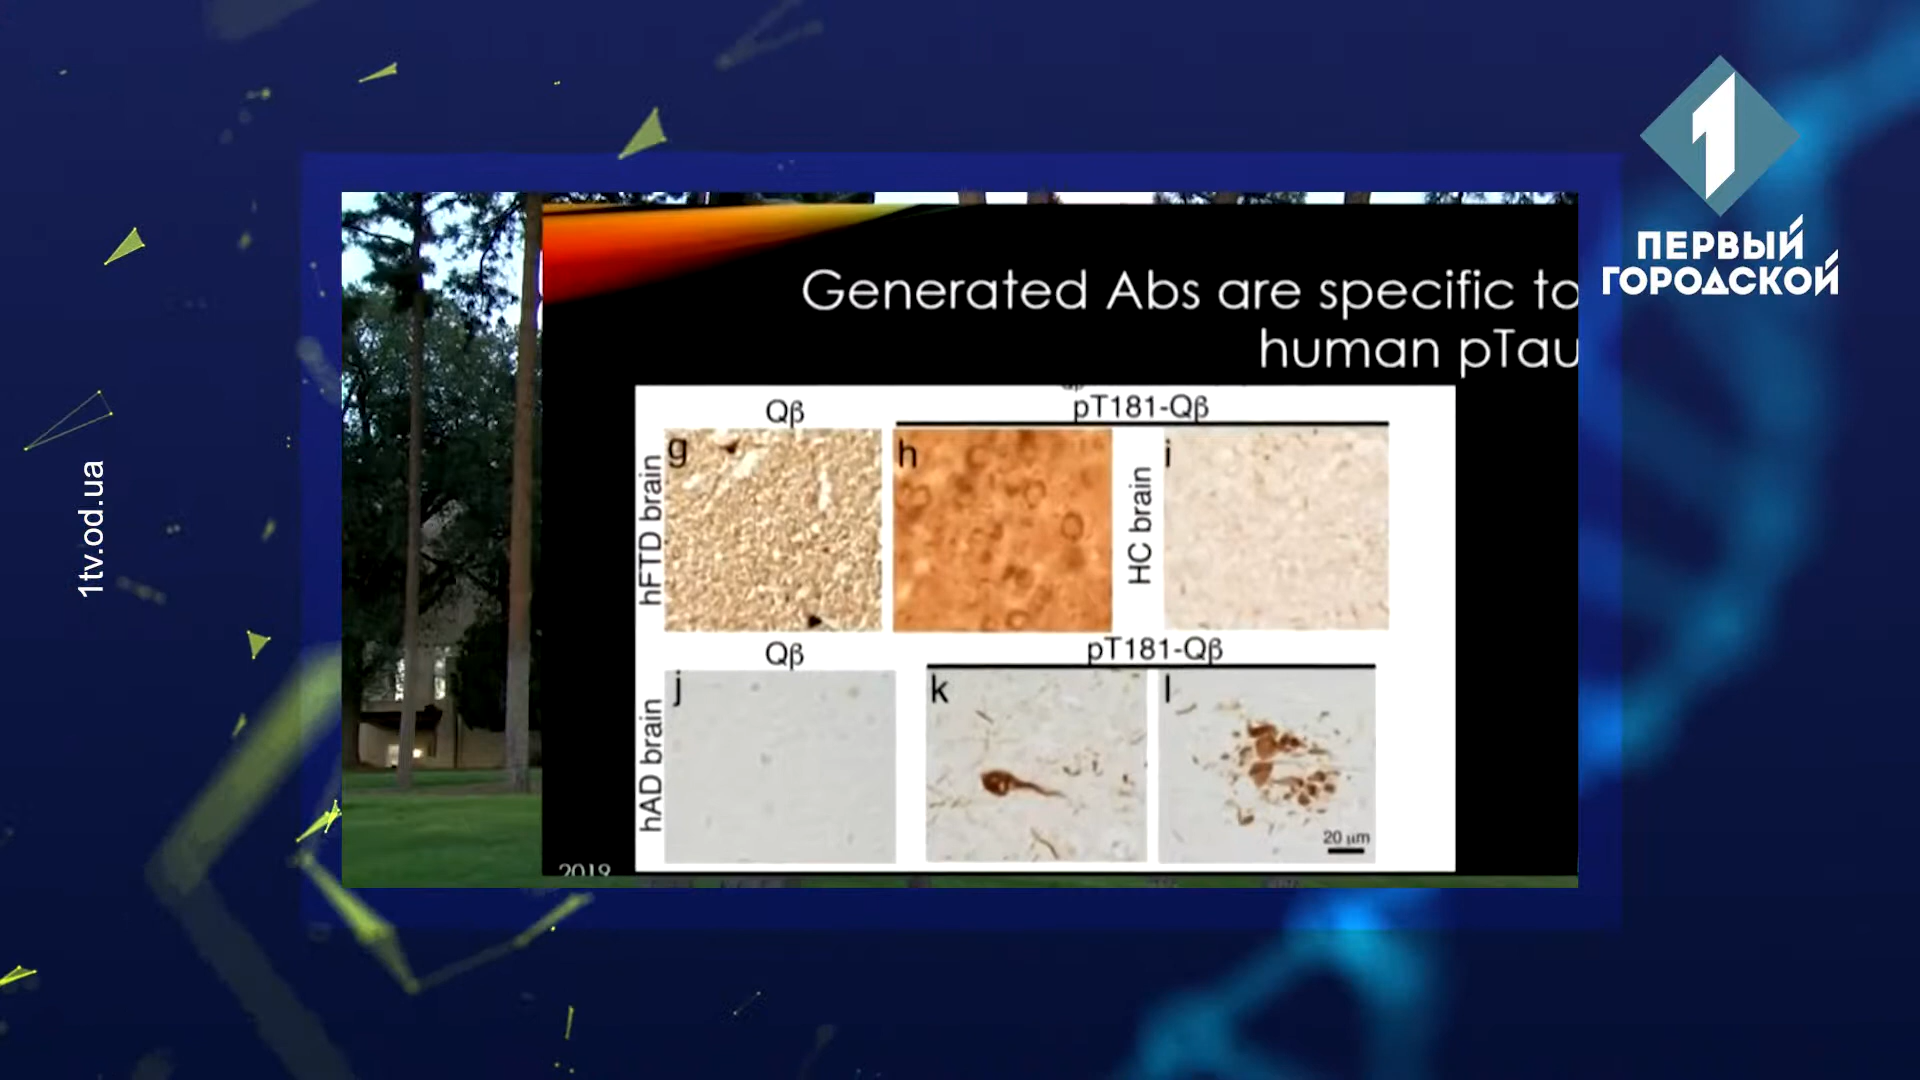 1
ПЕРВЫЙ
ГОРОДСКОЙ
1tv.od.ua
Generated Abs are specific to
human pTau
Qβ
pT181-Qβ
hFTD brain
g
h
HC brain
i
Qβ
pT181-Qβ
hAD brain
j
k
l
20 µm
2019